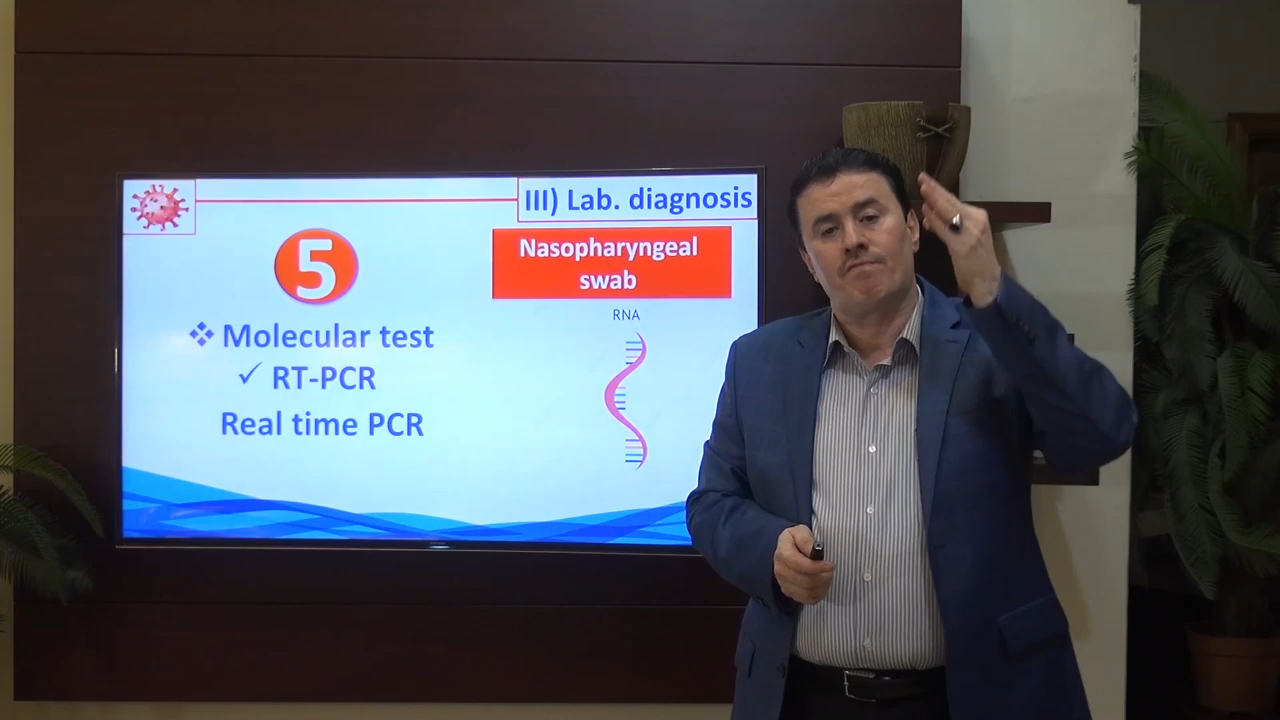 III) Lab. diagnosis
5
Molecular test
✓ RT-PCR
Real time PCR
Nasopharyngeal
swab
RNA